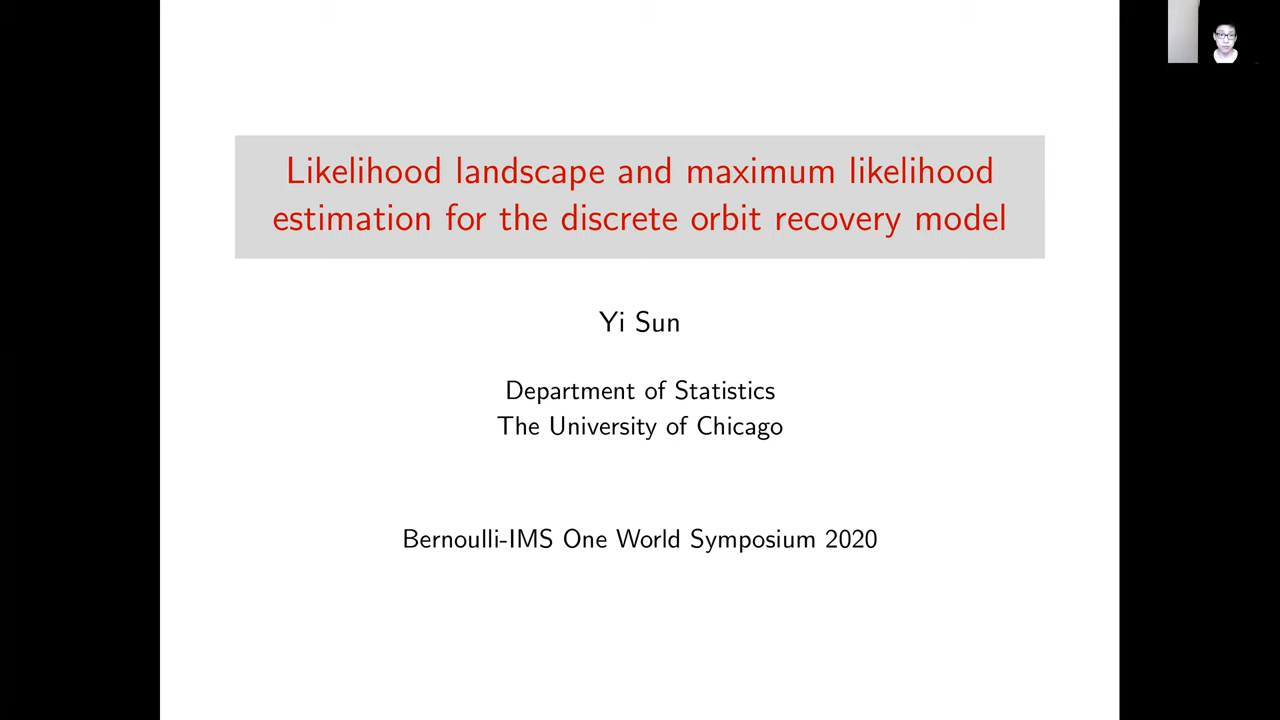 Likelihood landscape and maximum likelihood
estimation for the discrete orbit recovery model
Yi Sun
Department of Statistics
The University of Chicago
Bernoulli-IMS One World Symposium 2020